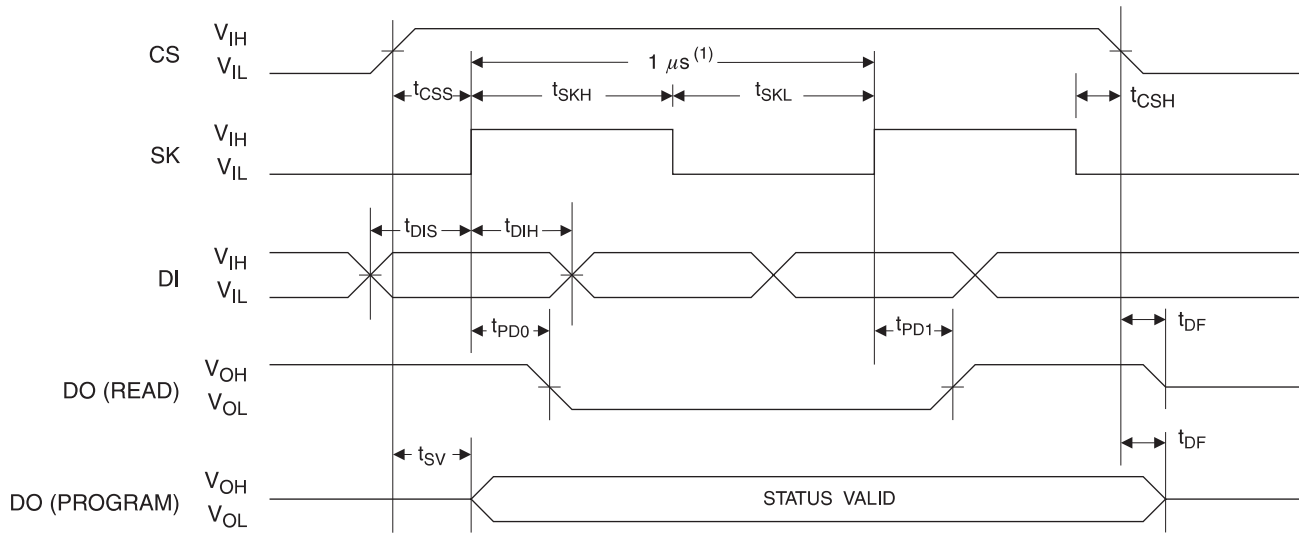 CS V_IH
V_IL
1 μs (1)
t_CSS t_SKH t_SKL t_CSH
SK V_IH
V_IL
t_DIS t_DIH
DI V_IH
V_IL
t_PD0 t_PD1 t_DF
DO (READ) V_OH
V_OL
t_SV t_DF
DO (PROGRAM) V_OH
V_OL
STATUS VALID